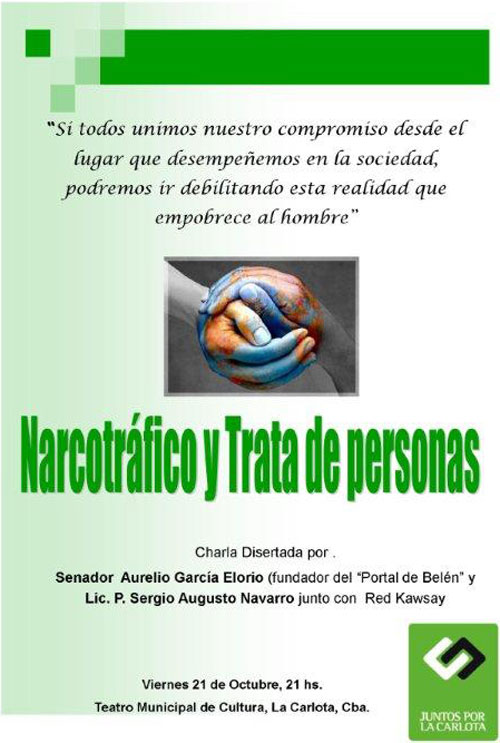 “Si todos unimos nuestro compromiso desde el
lugar que desempeñemos en la sociedad,
podremos ir debilitando esta realidad que
empobrece al hombre”
Narcotráfico y Trata de personas
Charla Disertada por .
Senador Aurelio García Elorio (fundador del “Portal de Belén” y
Lic. P. Sergio Augusto Navarro junto con Red Kawsay
Viernes 21 de Octubre, 21 hs.
Teatro Municipal de Cultura, La Carlota, Cba.
JUNTOS POR
LA CARLOTA